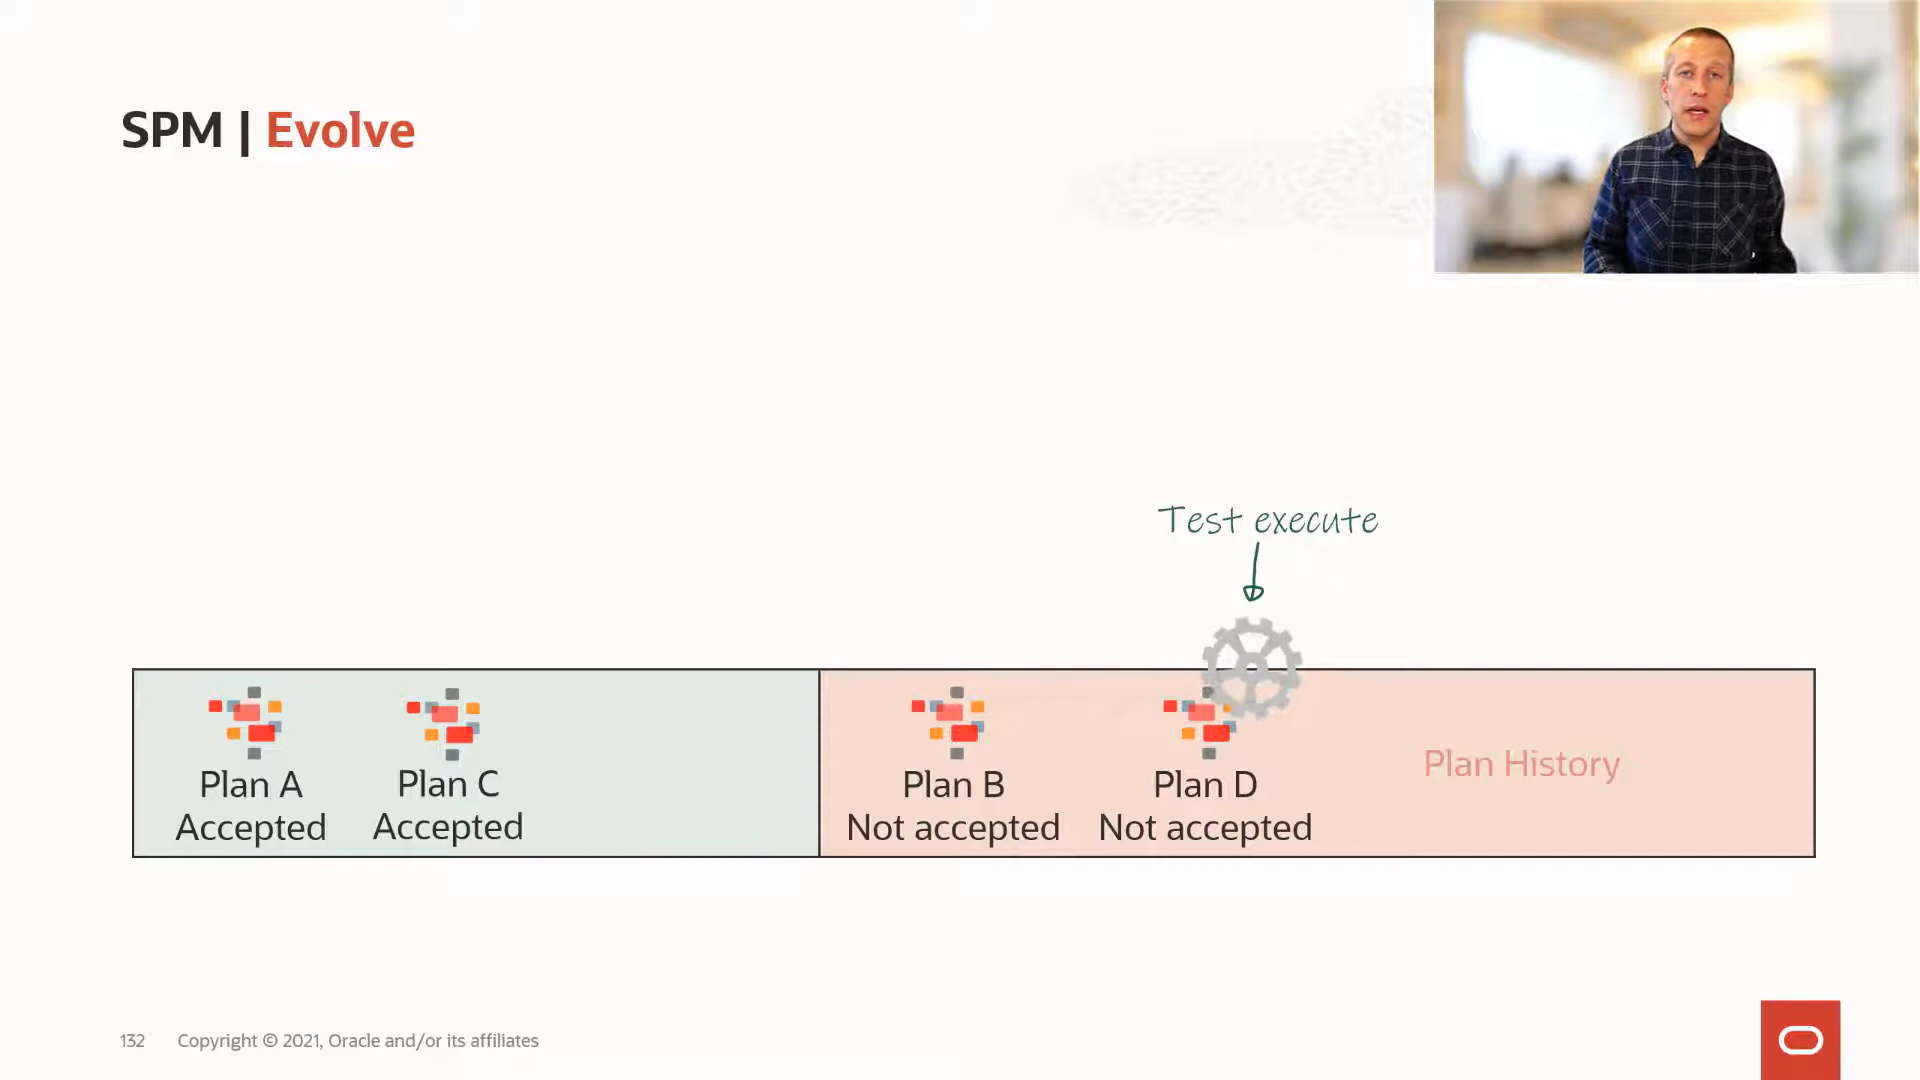 SPM | Evolve
Test execute
Plan A
Accepted
Plan C
Accepted
Plan B
Not accepted
Plan D
Not accepted
Plan History
132 Copyright © 2021, Oracle and/or its affiliates